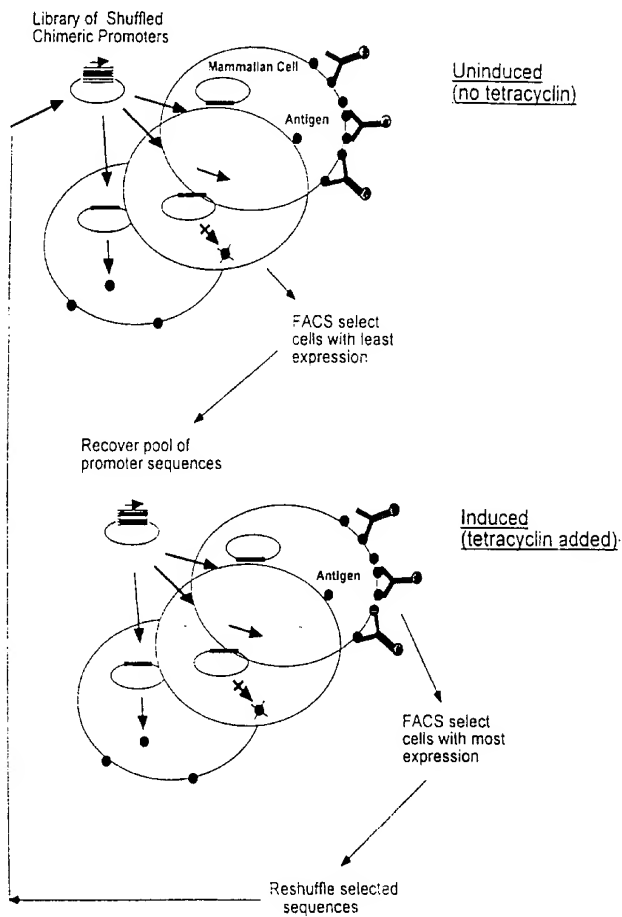 Library of Shuffled
Chimeric Promoters
Mammalian Cell
Uninduced
(no tetracyclin)
Antigen
FACS select
cells with least
expression
Recover pool of
promoter sequences
Induced
(tetracyclin added)
Antigen
FACS select
cells with most
expression
Reshuffle selected
sequences